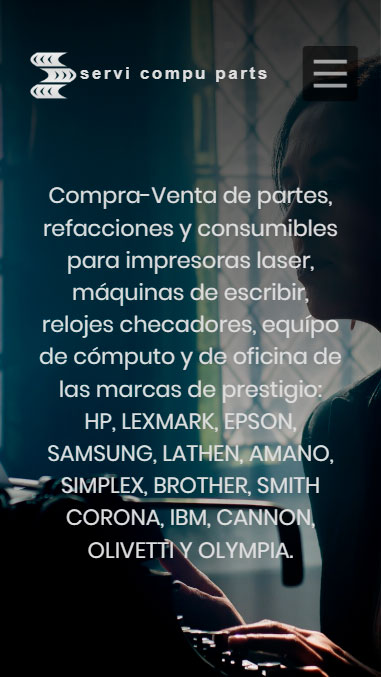 servi compu parts
Compra-Venta de partes,
refacciones y consumibles
para impresoras laser,
máquinas de escribir,
relojes checadores, equipo
de cómputo y de oficina de
las marcas de prestigio:
HP, LEXMARK, EPSON,
SAMSUNG, LATHEN, AMANO,
SIMPLEX, BROTHER, SMITH
CORONA, IBM, CANNON,
OLIVETTI Y OLYMPIA.